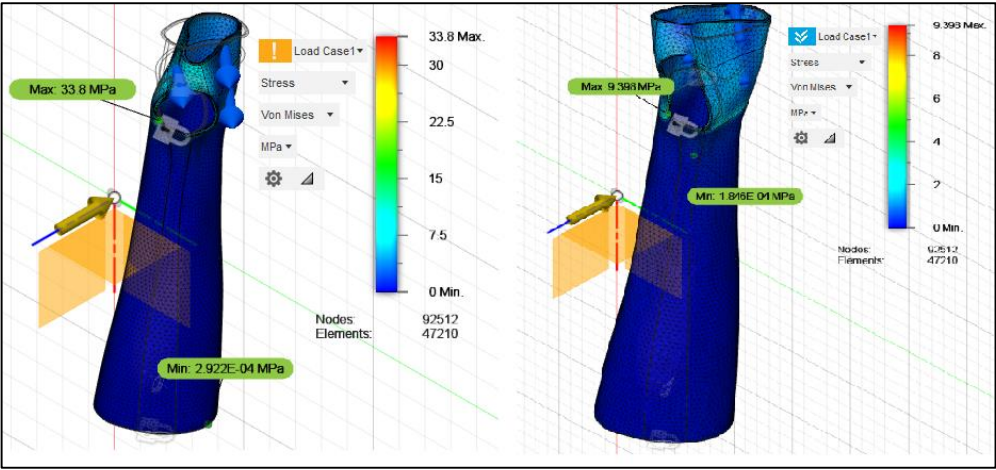 Max: 33.8 MPa
Load Case1
Stress
Von Mises
MPa
33.8 Max.
30
22.5
15
7.5
0 Min.
Nodes: 92512
Elements: 47210
Min: 2.922E-04 MPa
Max 9.398 MPa
Load Case1
Stress
Von Mises
MPa
9.398 Max.
8
6
4
2
0 Min.
Nodes: 92512
Elements: 47210
Min: 1.846E 04 MPa